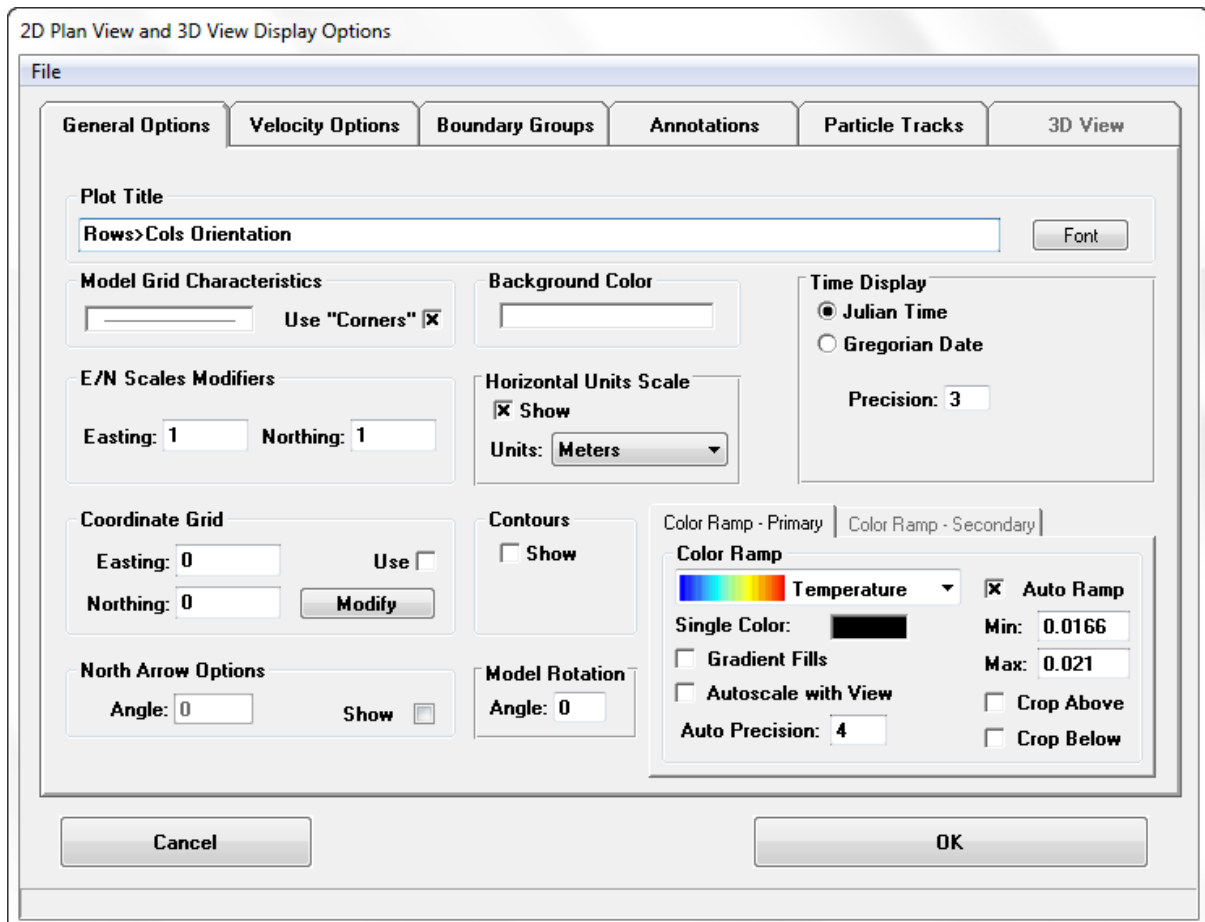 2D Plan View and 3D View Display Options
File
General Options Velocity Options Boundary Groups Annotations Particle Tracks 3D View
Plot Title
Rows>Cols Orientation Font
Model Grid Characteristics Background Color Time Display
Use "Corners" Julian Time
Gregorian Date
E/N Scales Modifiers Horizontal Units Scale
Show Precision: 3
Easting: 1 Northing: 1 Units: Meters
Coordinate Grid Contours Color Ramp - Primary Color Ramp - Secondary
Easting: 0 Use Show Color Ramp
Northing: 0 Modify Temperature Auto Ramp
Single Color: Min: 0.0166
North Arrow Options Model Rotation Gradient Fills Max: 0.021
Angle: 0 Show Angle: 0 Autoscale with View Crop Above
Auto Precision: 4 Crop Below
Cancel OK